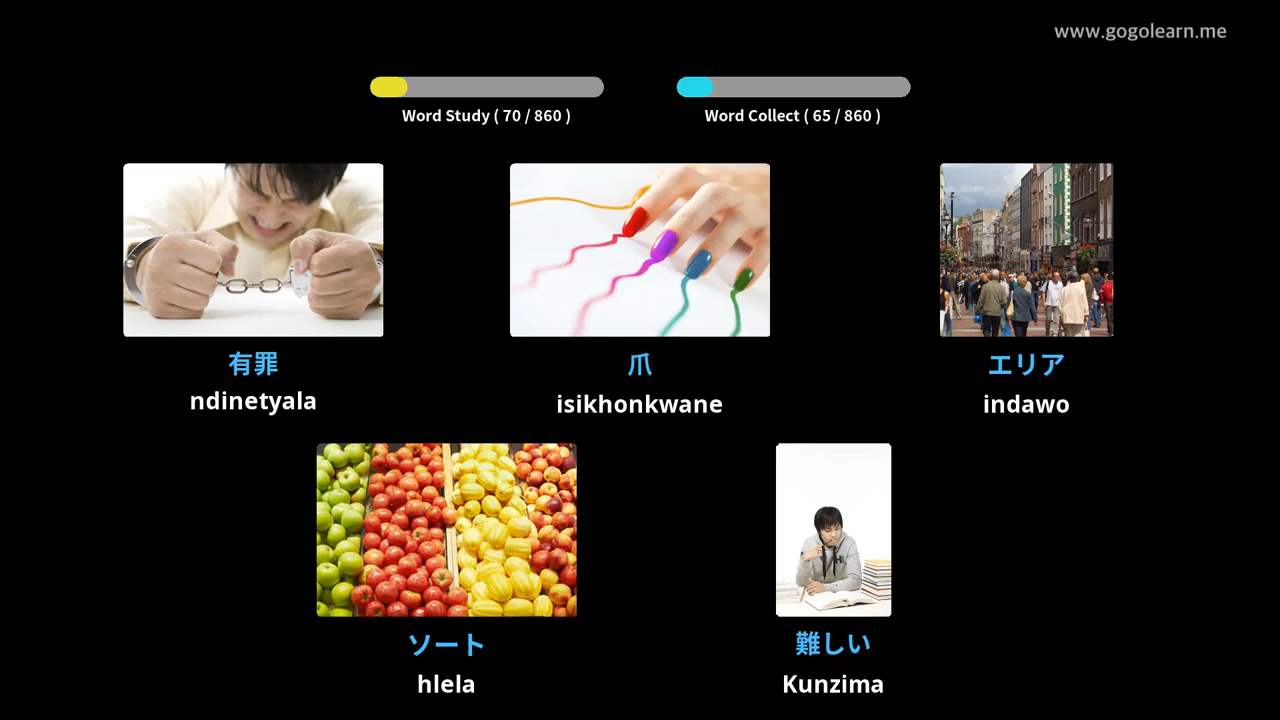 www.gogolearn.me
Word Study ( 70 / 860 )
Word Collect ( 65 / 860 )
有罪
ndinetyala
爪
isikhonkwane
エリア
indawo
ソート
hlela
難しい
Kunzima